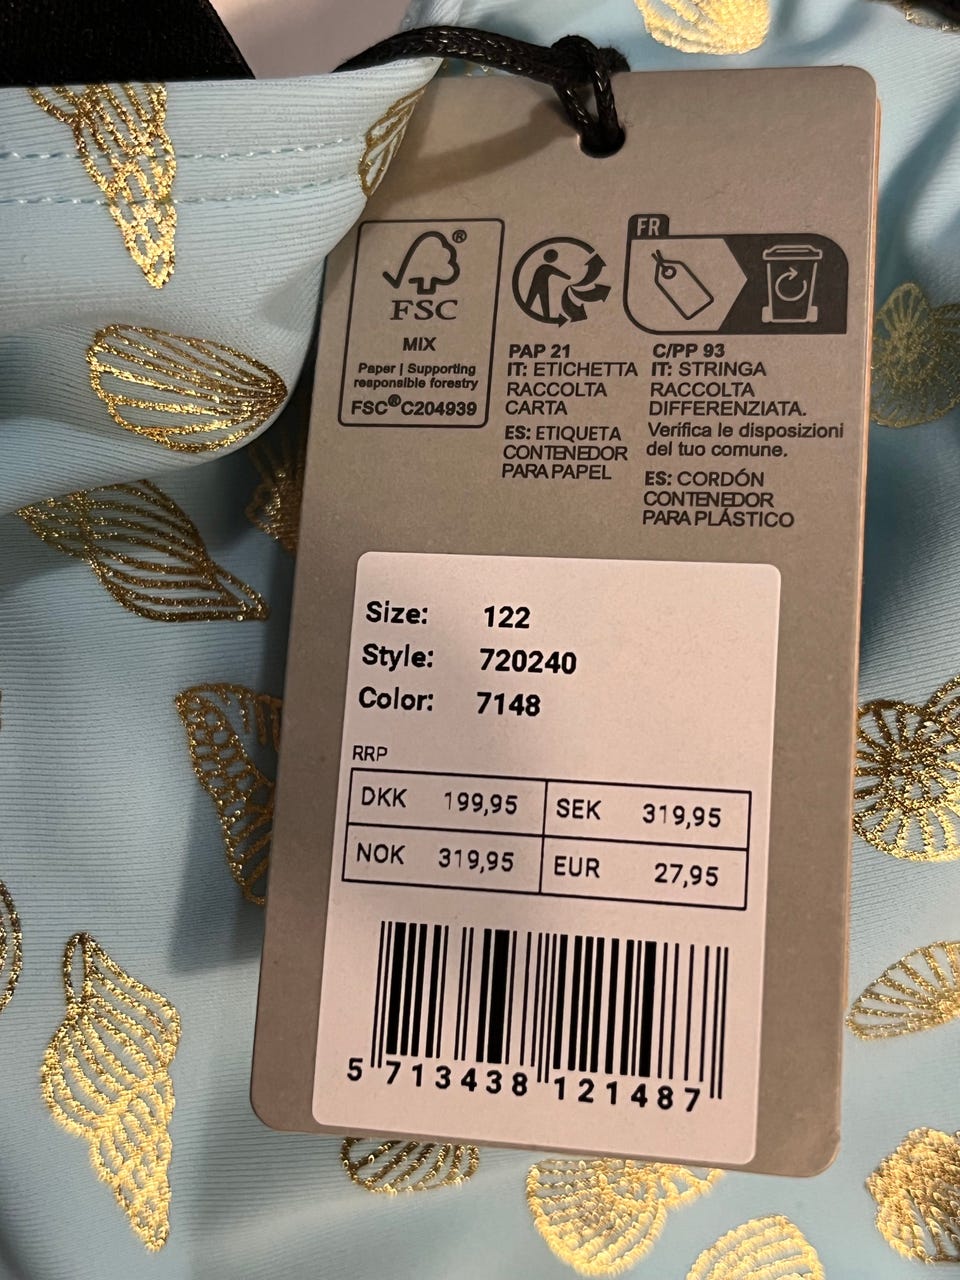 FSC®
MIX
Paper | Supporting
responsible forestry
FSC® C204939
FR
PAP 21
IT: ETICHETTA
RACCOLTA
CARTA
ES: ETIQUETA
CONTENEDOR
PARA PAPEL
C/PP 93
IT: STRINGA
RACCOLTA
DIFFERENZIATA.
Verifica le disposizioni
del tuo comune.
ES: CORDÓN
CONTENEDOR
PARA PLÁSTICO
Size: 122
Style: 720240
Color: 7148
RRP
DKK 199,95 SEK 319,95
NOK 319,95 EUR 27,95
5 713438 121487